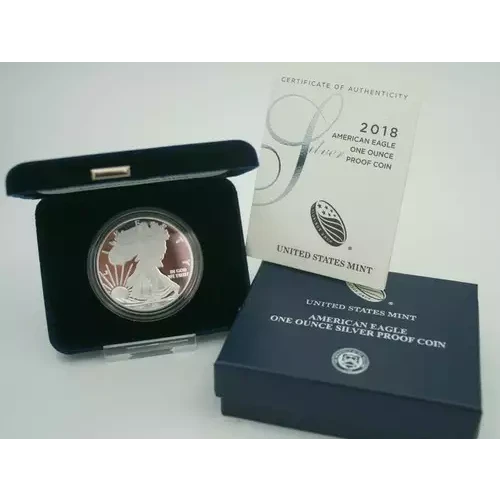 CERTIFICATE OF AUTHENTICITY
2018
AMERICAN EAGLE
ONE OUNCE
Silver PROOF COIN
UNITED STATES MINT
IN GOD
WE TRUST
UNITED STATES MINT
AMERICAN EAGLE
ONE OUNCE SILVER PROOF COIN